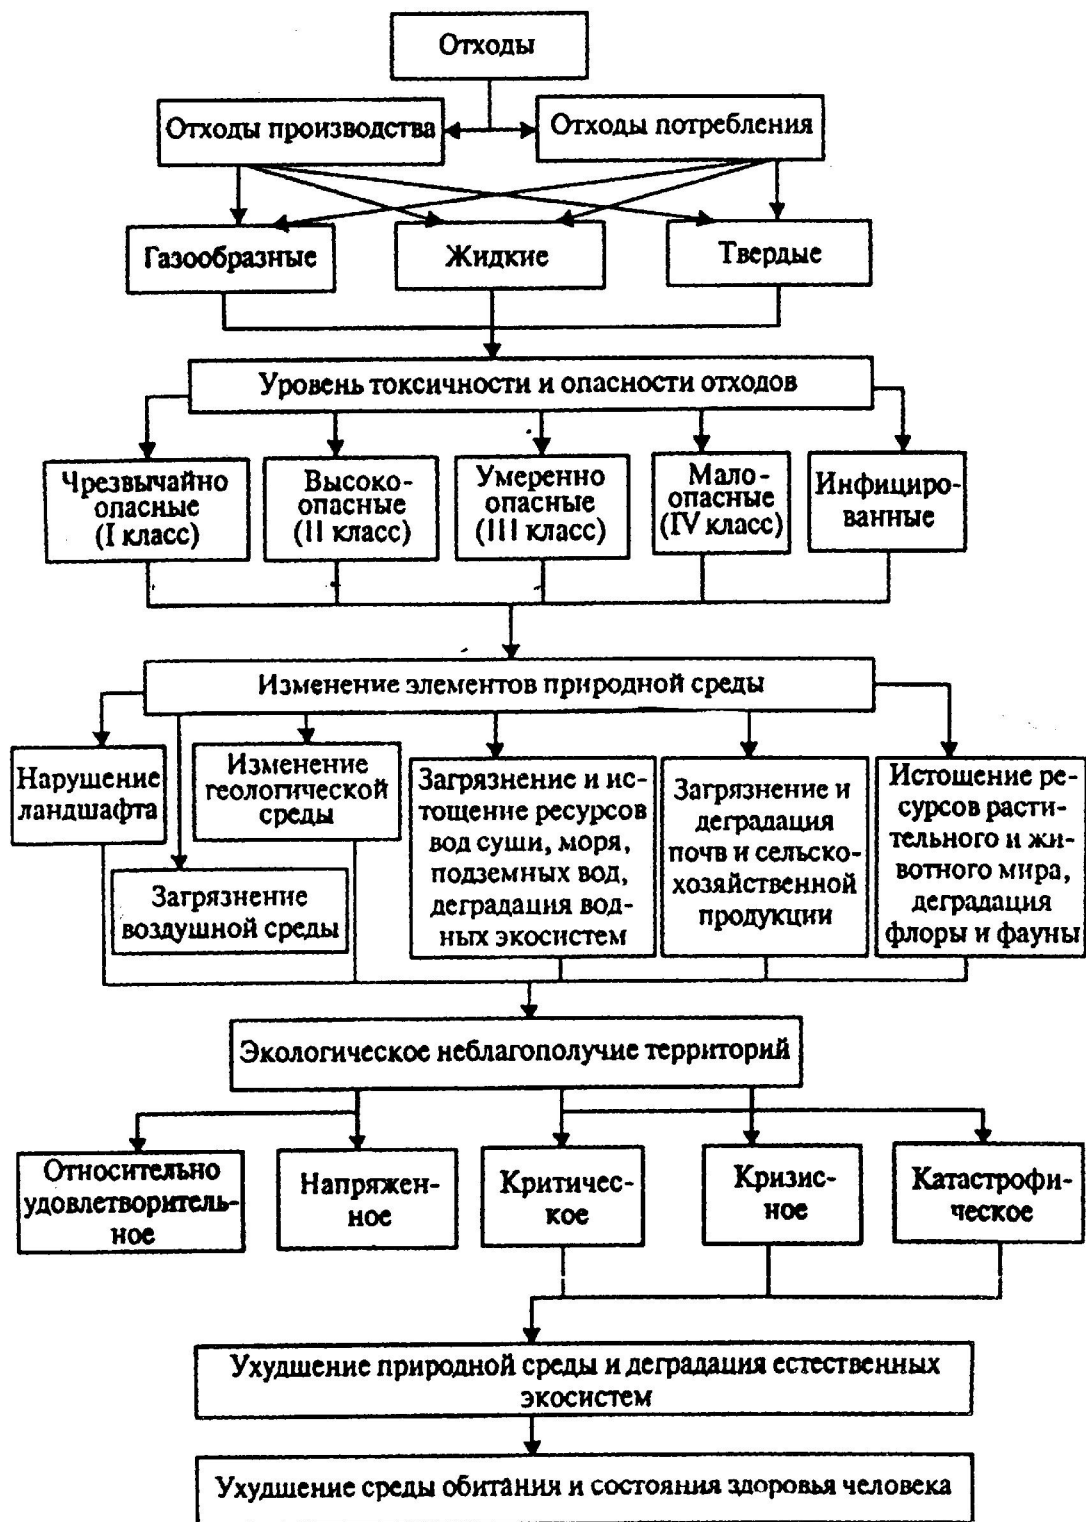 Отходы
Отходы производства
Отходы потребления
Газообразные
Жидкие
Твердые
Уровень токсичности и опасности отходов
Чрезвычайно
опасные
(I класс)
Высоко-
опасные
(II класс)
Умеренно
опасные
(III класс)
Мало-
опасные
(IV класс)
Инфициро-
ванные
Изменение элементов природной среды
Нарушение
ландшафта
Загрязнение
воздушной среды
Изменение
геологической
среды
Загрязнение и ис-
тощение ресурсов
вод суши, моря,
подземных вод,
деградация вод-
ных экосистем
Загрязнение и
деградация
почв и сельско-
хозяйственной
продукции
Истощение ре-
сурсов расти-
тельного и жи-
вотного мира,
деградация
флоры и фауны
Экологическое неблагополучие территорий
Относительно
удовлетворитель-
ное
Напряжен-
ное
Критичес-
кое
Кризис-
ное
Катастрофи-
ческое
Ухудшение природной среды и деградация естественных
экосистем
Ухудшение среды обитания и состояния здоровья человека